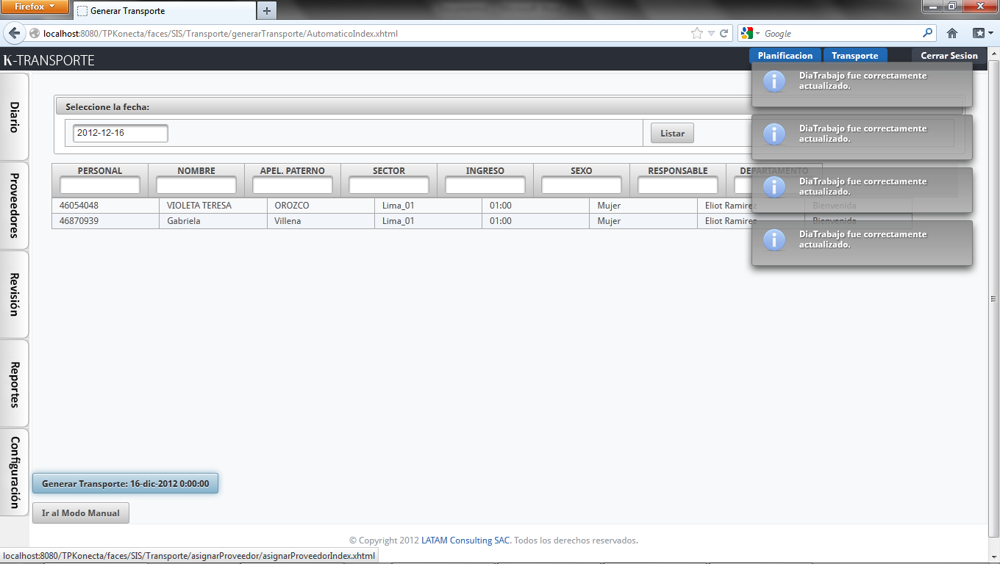 Firefox
Generar Transporte
localhost:8080/TPKonecta/faces/SIS/Transporte/generarTransporte/AutomaticoIndex.xhtml
Google
K-TRANSPORTE
Planificacion
Transporte
Cerrar Sesion
DiaTrabajo fue correctamente
actualizado.
DiaTrabajo fue correctamente
actualizado.
DiaTrabajo fue correctamente
actualizado.
DiaTrabajo fue correctamente
actualizado.
Diario
Proveedores
Revisión
Reportes
Configuración
Seleccione la fecha:
2012-12-16
Listar
PERSONAL NOMBRE APEL. PATERNO SECTOR INGRESO SEXO RESPONSABLE DEPARTAMENTO
46054048 VIOLETA TERESA OROZCO Lima_01 01:00 Mujer Eliot Ramirez Bienvenida
46870939 Gabriela Villena Lima_01 01:00 Mujer Eliot Ramirez Bienvenida
Generar Transporte: 16-dic-2012 0:00:00
Ir al Modo Manual
© Copyright 2012 LATAM Consulting SAC. Todos los derechos reservados.
localhost:8080/TPKonecta/faces/SIS/Transporte/asignarProveedor/asignarProveedorIndex.xhtml